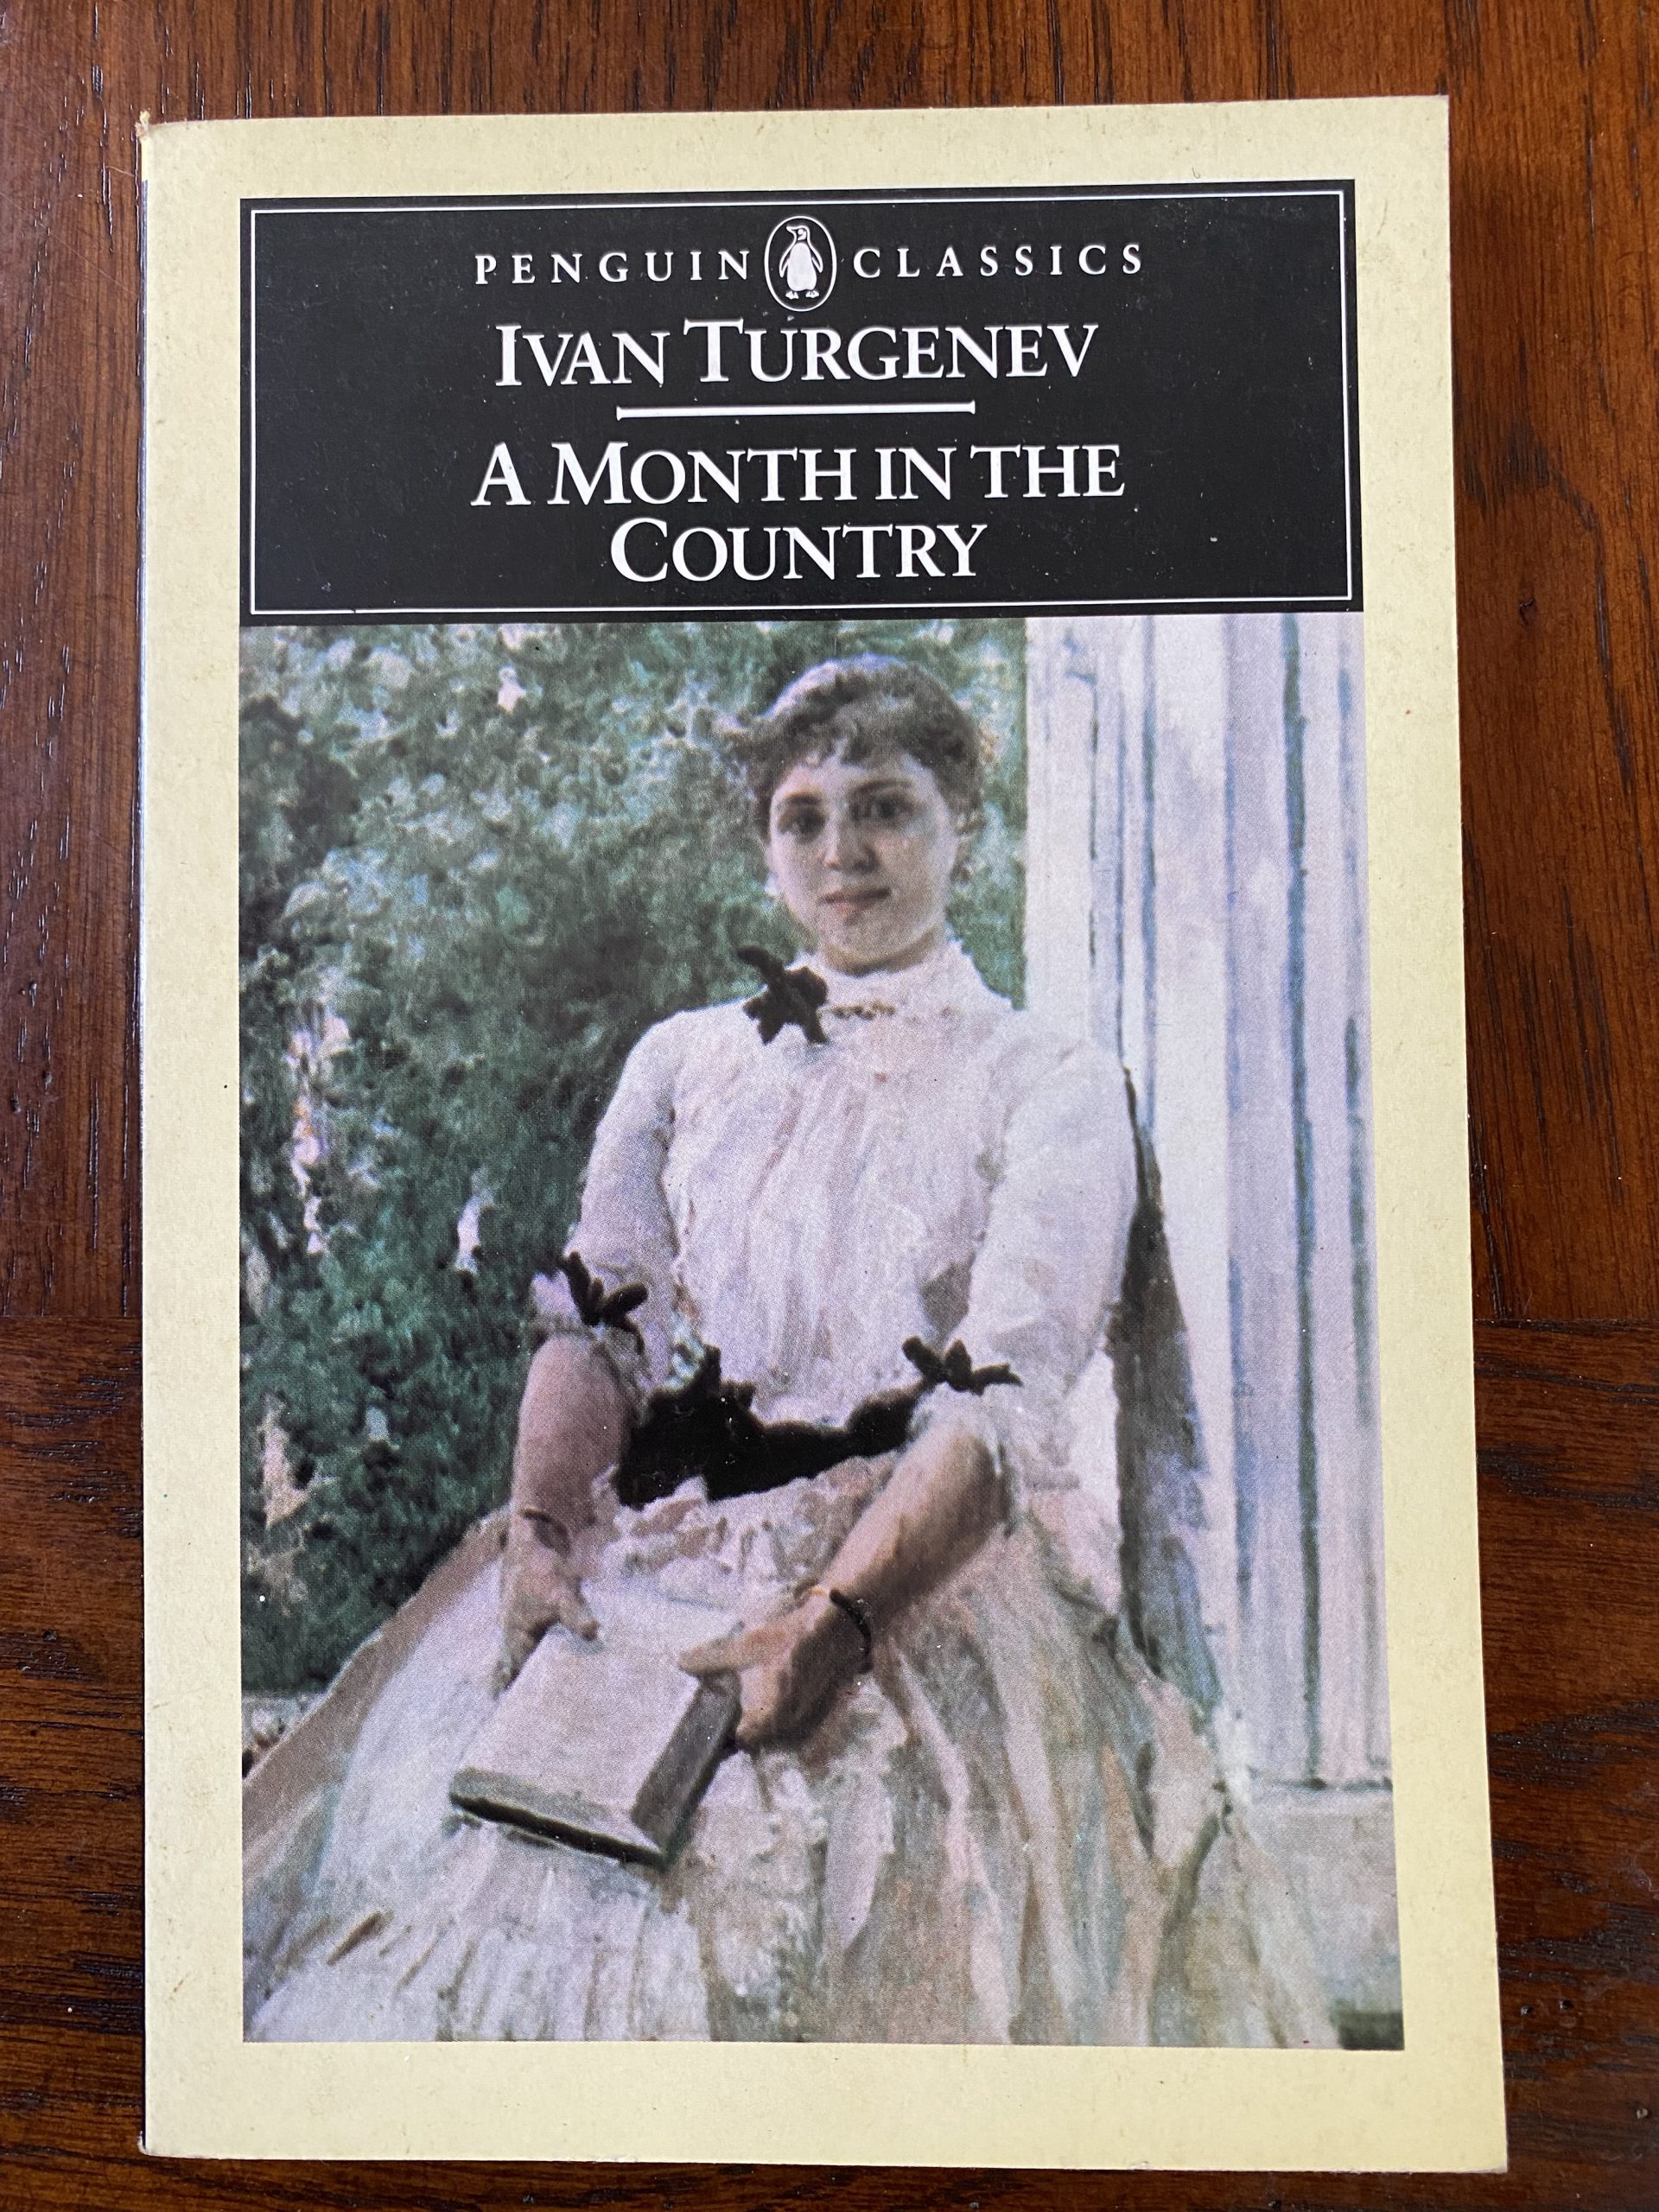 PENGUIN CLASSICS
IVAN TURGENEV
A MONTH IN THE
COUNTRY